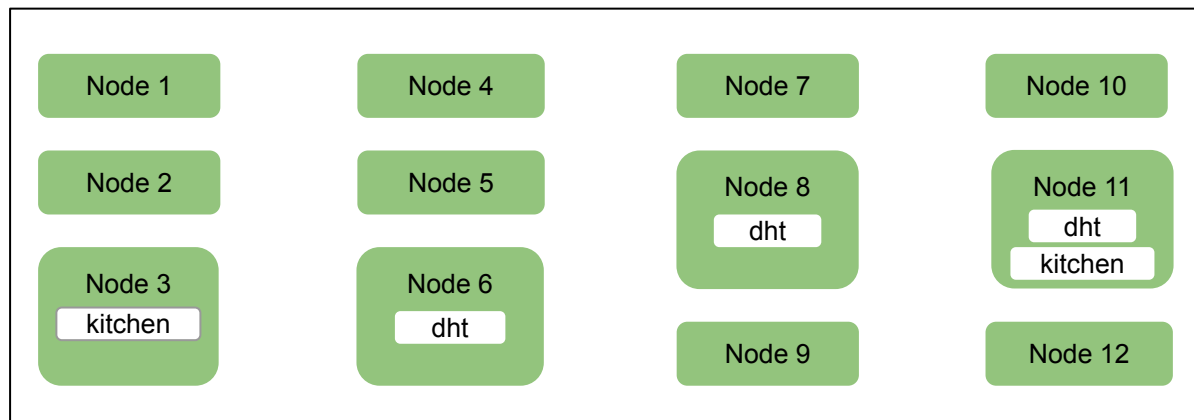 Node 1
Node 4
Node 7
Node 10
Node 2
Node 5
Node 8
dht
Node 11
dht
kitchen
Node 3
kitchen
Node 6
dht
Node 9
Node 12